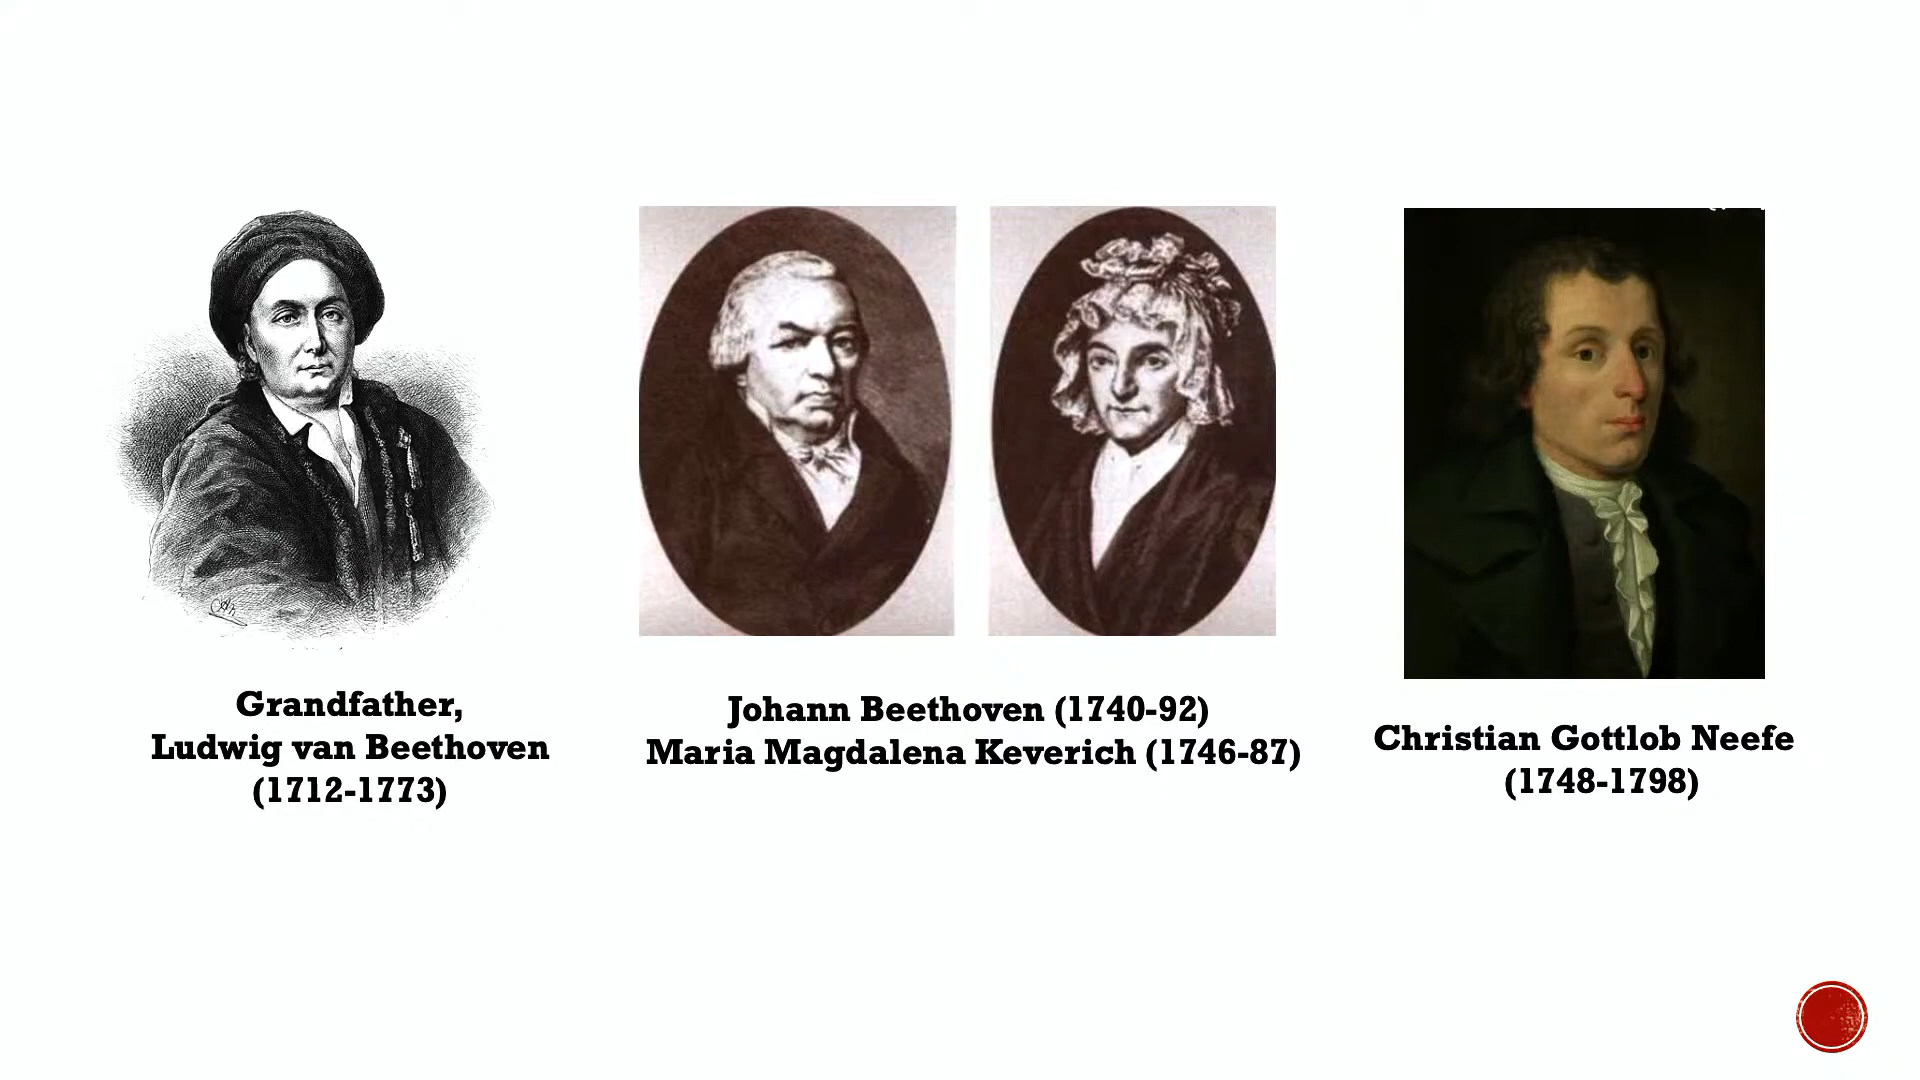 Grandfather,
Ludwig van Beethoven
(1712-1773)
Johann Beethoven (1740-92)
Maria Magdalena Keverich (1746-87)
Christian Gottlob Neefe
(1748-1798)